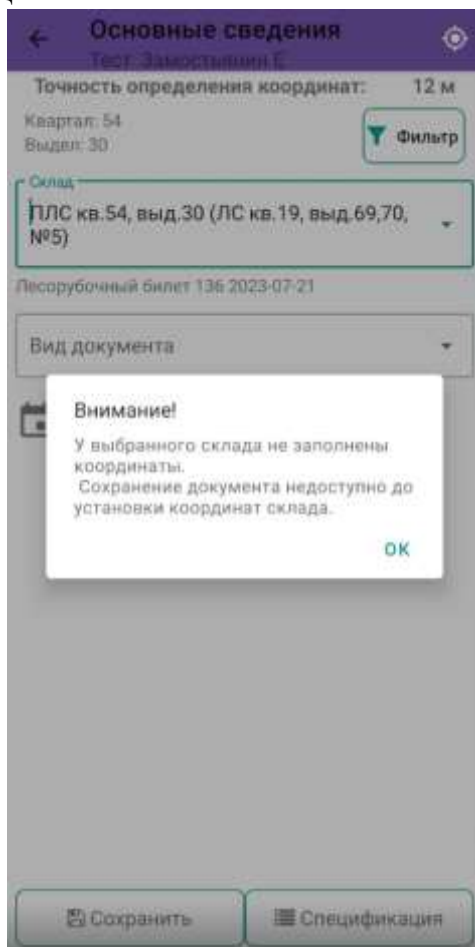 Основные сведения
Тест Замостьянин Е
Точность определения координат: 12 м
Квартал: 54
Выдел: 30
Фильтр
Склад
ПЛС кв.54, выд.30 (ЛС кв.19, выд.69,70, №5)
Лесорубочный билет 136 2023-07-21
Вид документа
Внимание!
У выбранного склада не заполнены
координаты.
Сохранение документа недоступно до
установки координат склада.
ОК
Сохранить
Спецификация